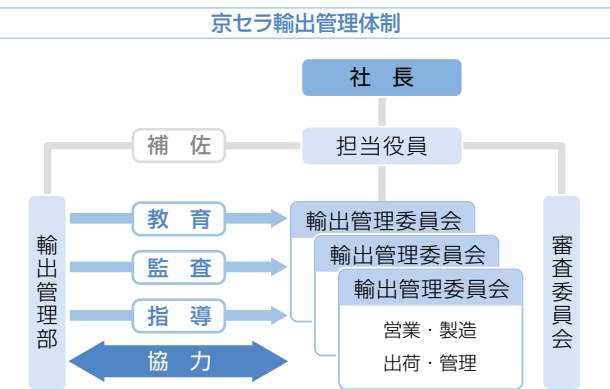 京セラ輸出管理体制
社 長
補 佐
担当役員
輸出管理部
教 育
監 査
指 導
協 力
輸出管理委員会
輸出管理委員会
輸出管理委員会
営業・製造
出荷・管理
審査委員会